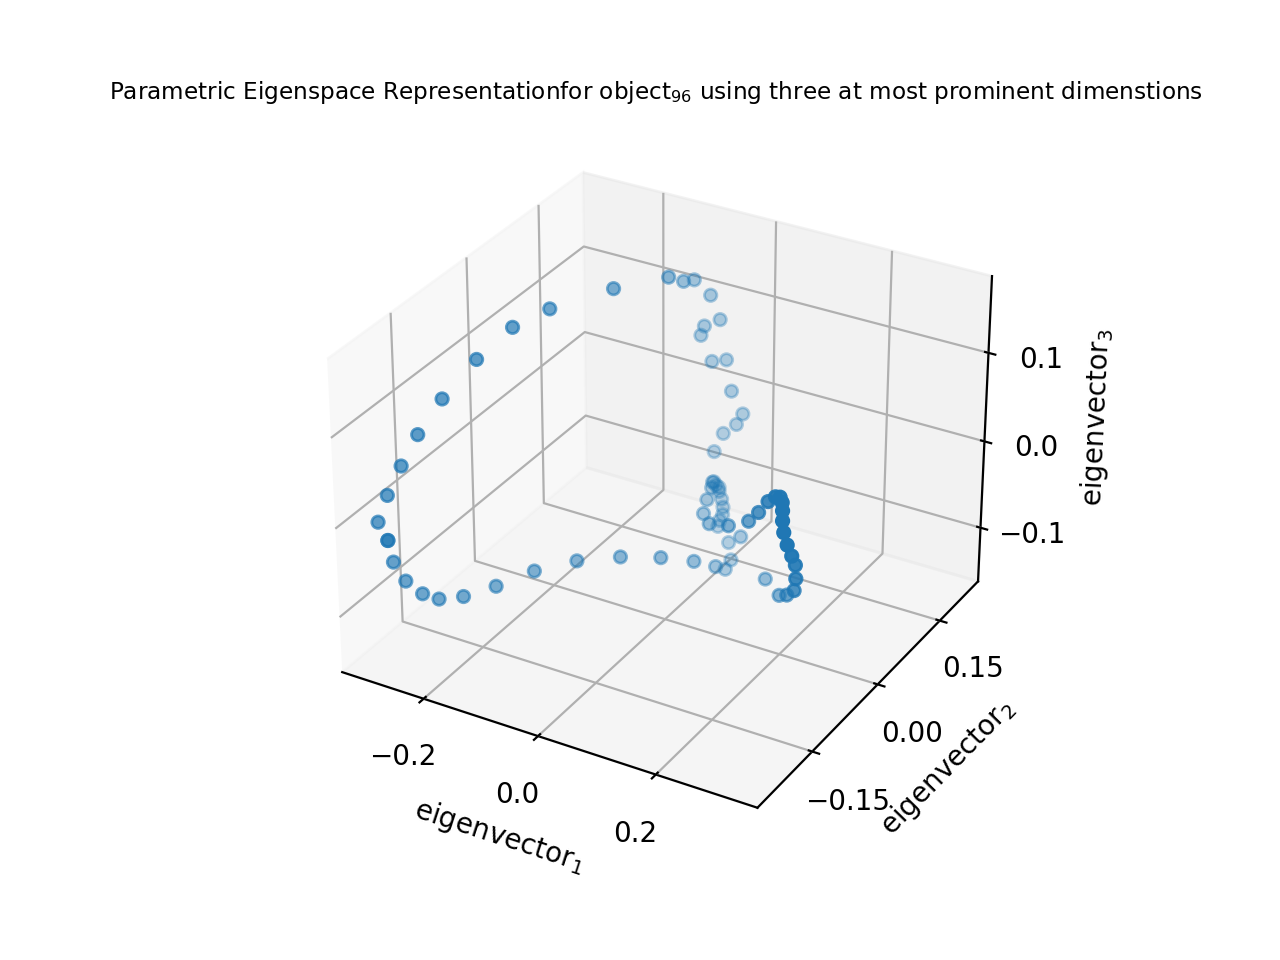 Parametric Eigenspace Representationfor object₉₆ using three at most prominent dimenstions
0.1
0.0
−0.1
eigenvector₃
0.15
0.00
−0.15
eigenvector₂
−0.2
0.0
0.2
eigenvector₁